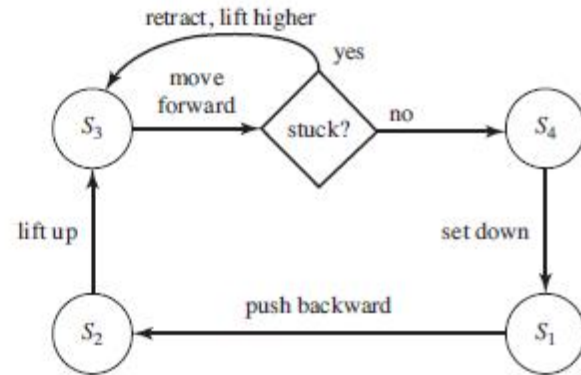 retract, lift higher
yes
move
forward
S₃
stuck?
no
S₄
lift up
set down
push backward
S₂
S₁